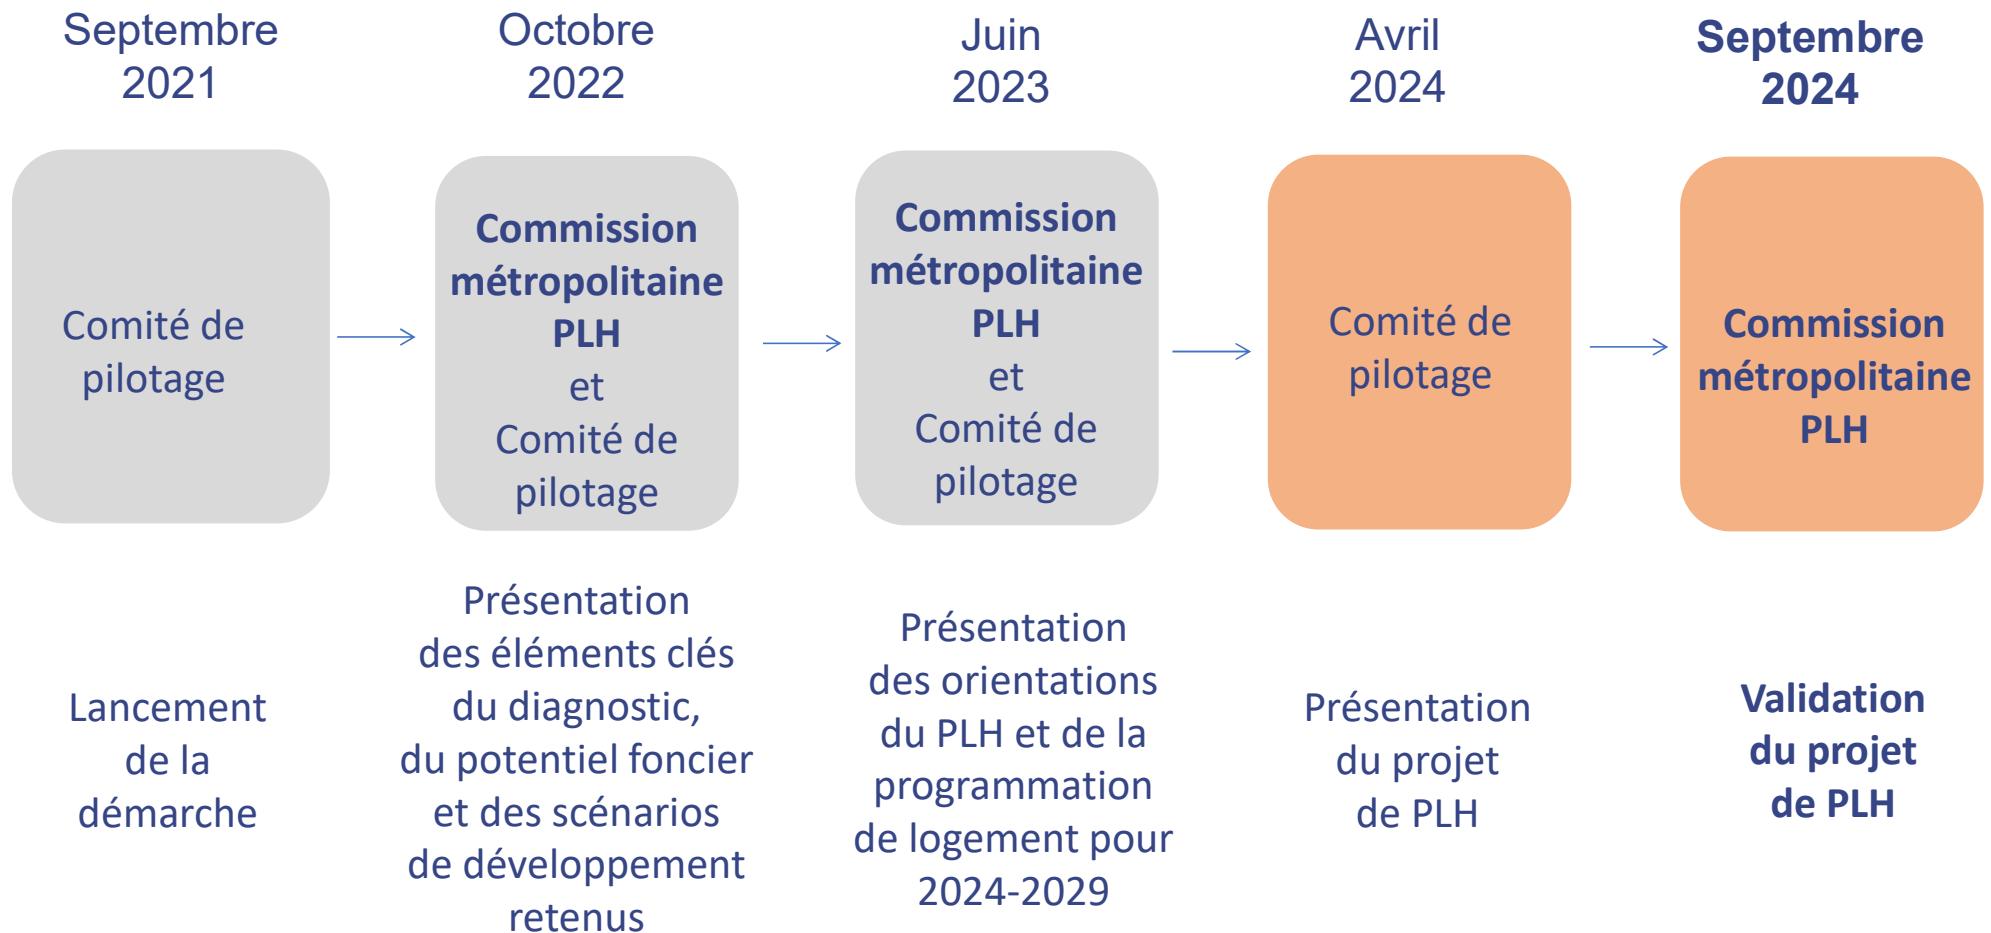 Septembre
2021
Octobre
2022
Juin
2023
Avril
2024
Septembre
2024
Comité de
pilotage
Commission
métropolitaine
PLH
et
Comité de
pilotage
Commission
métropolitaine
PLH
et
Comité de
pilotage
Comité de
pilotage
Commission
métropolitaine
PLH
Lancement
de la
démarche
Présentation
des éléments clés
du diagnostic,
du potentiel foncier
et des scénarios
de développement
retenus
Présentation
des orientations
du PLH et de la
programmation
de logement pour
2024-2029
Présentation
du projet
de PLH
Validation
du projet
de PLH